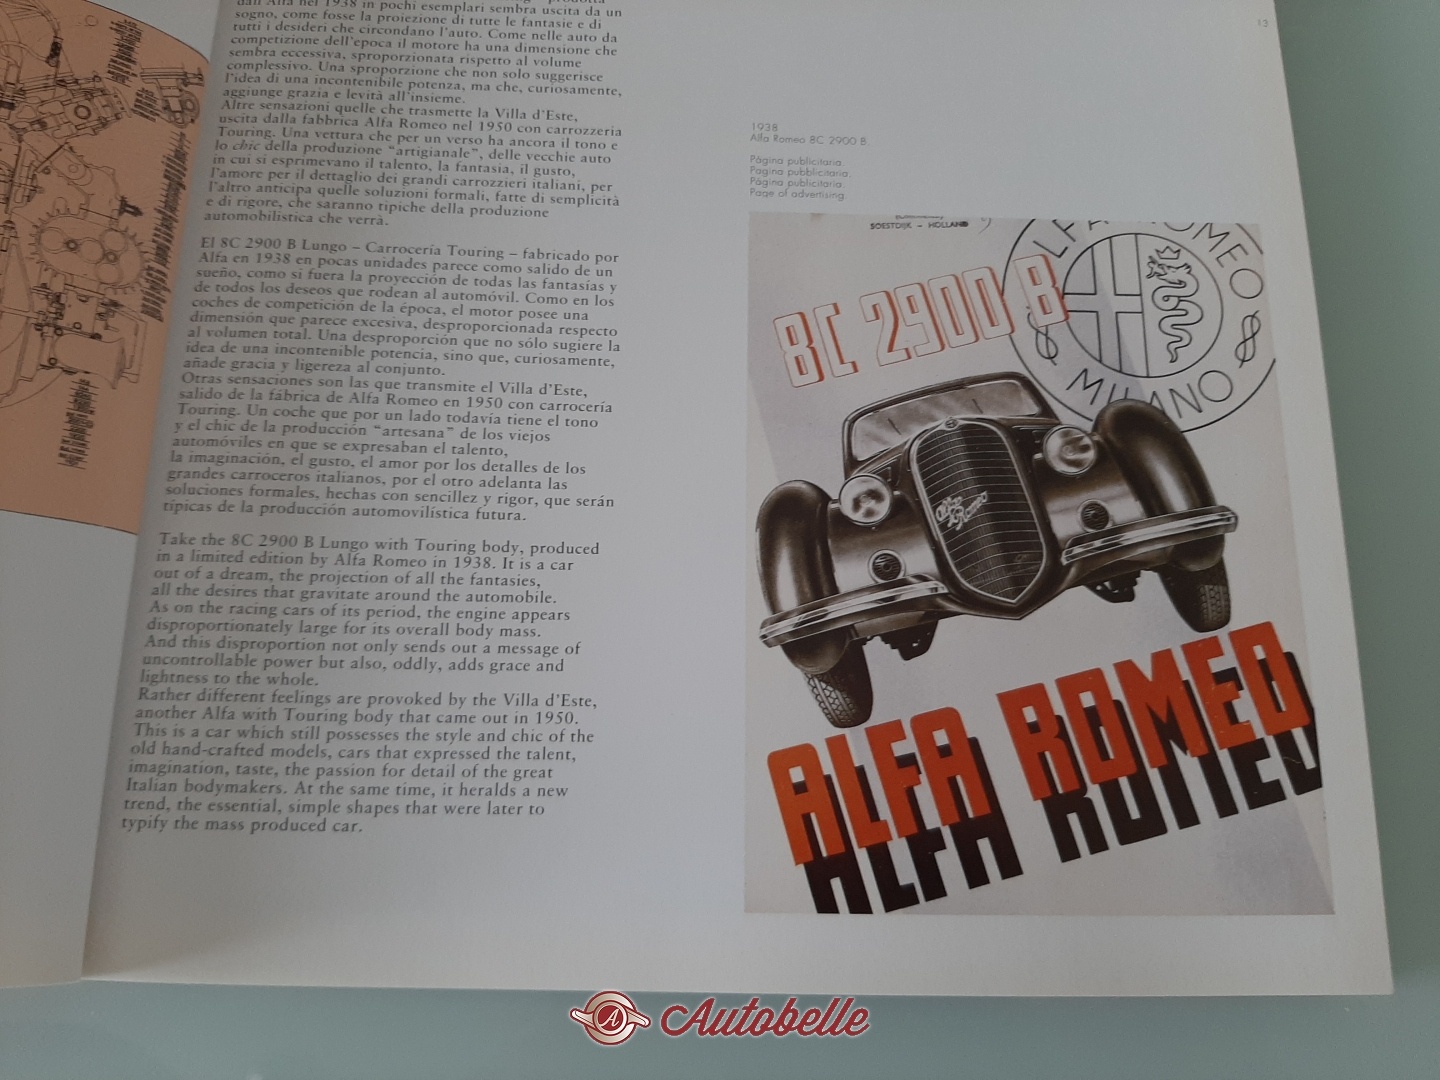 dall'Alfa nel 1938 in pochi esemplari sembra uscita da un
sogno, come fosse la proiezione di tutte le fantasie e di
tutti i desideri che circondano l'auto. Come nelle auto da
competizione dell'epoca il motore ha una dimensione che
sembra eccessiva, sproporzionata rispetto al volume
complessivo. Una sproporzione che non solo suggerisce
l'idea di una incontenibile potenza, ma che, curiosamente,
aggiunge grazia e levità all'insieme.
Altre sensazioni quelle che trasmette la Villa d'Este,
uscita dalla fabbrica Alfa Romeo nel 1950 con carrozzeria
Touring. Una vettura che per un verso ha ancora il tono e
lo chic della produzione "artigianale", delle vecchie auto
in cui si esprimevano il talento, la fantasia, il gusto,
l'amore per il dettaglio dei grandi carrozzieri italiani, per
l'altro anticipa quelle soluzioni formali, fatte di semplicità
e di rigore, che saranno tipiche della produzione
automobilistica che verrà.
El 8C 2900 B Lungo – Carrocería Touring – fabricado por
Alfa en 1938 en pocas unidades parece como salido de un
sueño, como si fuera la proyección de todas las fantasías y
de todos los deseos que rodean al automóvil. Como en los
coches de competición de la época, el motor posee una
dimensión que parece excesiva, desproporcionada respecto
al volumen total. Una desproporción que no sólo sugiere la
idea de una incontenible potencia, sino que, curiosamente,
añade gracia y ligereza al conjunto.
Otras sensaciones son las que transmite el Villa d'Este,
salido de la fábrica de Alfa Romeo en 1950 con carrocería
Touring. Un coche que por un lado todavía tiene el tono
y el chic de la producción "artesana" de los viejos
automóviles en que se expresaban el talento,
la imaginación, el gusto, el amor por los detalles de los
grandes carroceros italianos, por el otro adelanta las
soluciones formales, hechas con sencillez y rigor, que serán
típicas de la producción automovilística futura.
Take the 8C 2900 B Lungo with Touring body, produced
in a limited edition by Alfa Romeo in 1938. It is a car
out of a dream, the projection of all the fantasies,
all the desires that gravitate around the automobile.
As on the racing cars of its period, the engine appears
disproportionately large for its overall body mass.
And this disproportion not only sends out a message of
uncontrollable power but also, oddly, adds grace and
lightness to the whole.
Rather different feelings are provoked by the Villa d'Este,
another Alfa with Touring body that came out in 1950.
This is a car which still possesses the style and chic of the
old hand-crafted models, cars that expressed the talent,
imagination, taste, the passion for detail of the great
Italian bodymakers. At the same time, it heralds a new
trend, the essential, simple shapes that were later to
typify the mass produced car.
13
1938
Alfa Romeo 8C 2900 B.
Página publicitaria.
Pagina pubblicitaria.
Página publicitaria.
Page of advertising.
SOESTDIJK - HOLLAND
ALFA ROMEO
MILANO
8C 2900 B
Alfa
Romeo
ALFA ROMEO
A
Autobelle